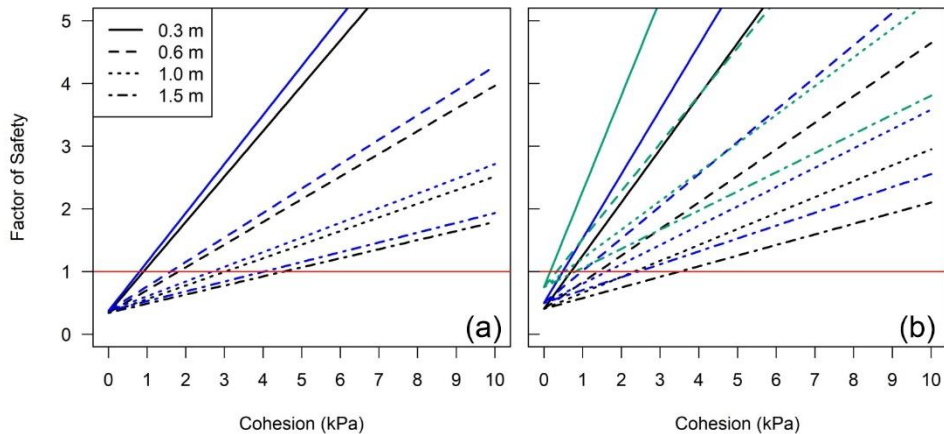 5
4
3
2
1
0
Factor of Safety
0.3 m
0.6 m
1.0 m
1.5 m
(a)
(b)
0 1 2 3 4 5 6 7 8 9 10
0 1 2 3 4 5 6 7 8 9 10
Cohesion (kPa)
Cohesion (kPa)